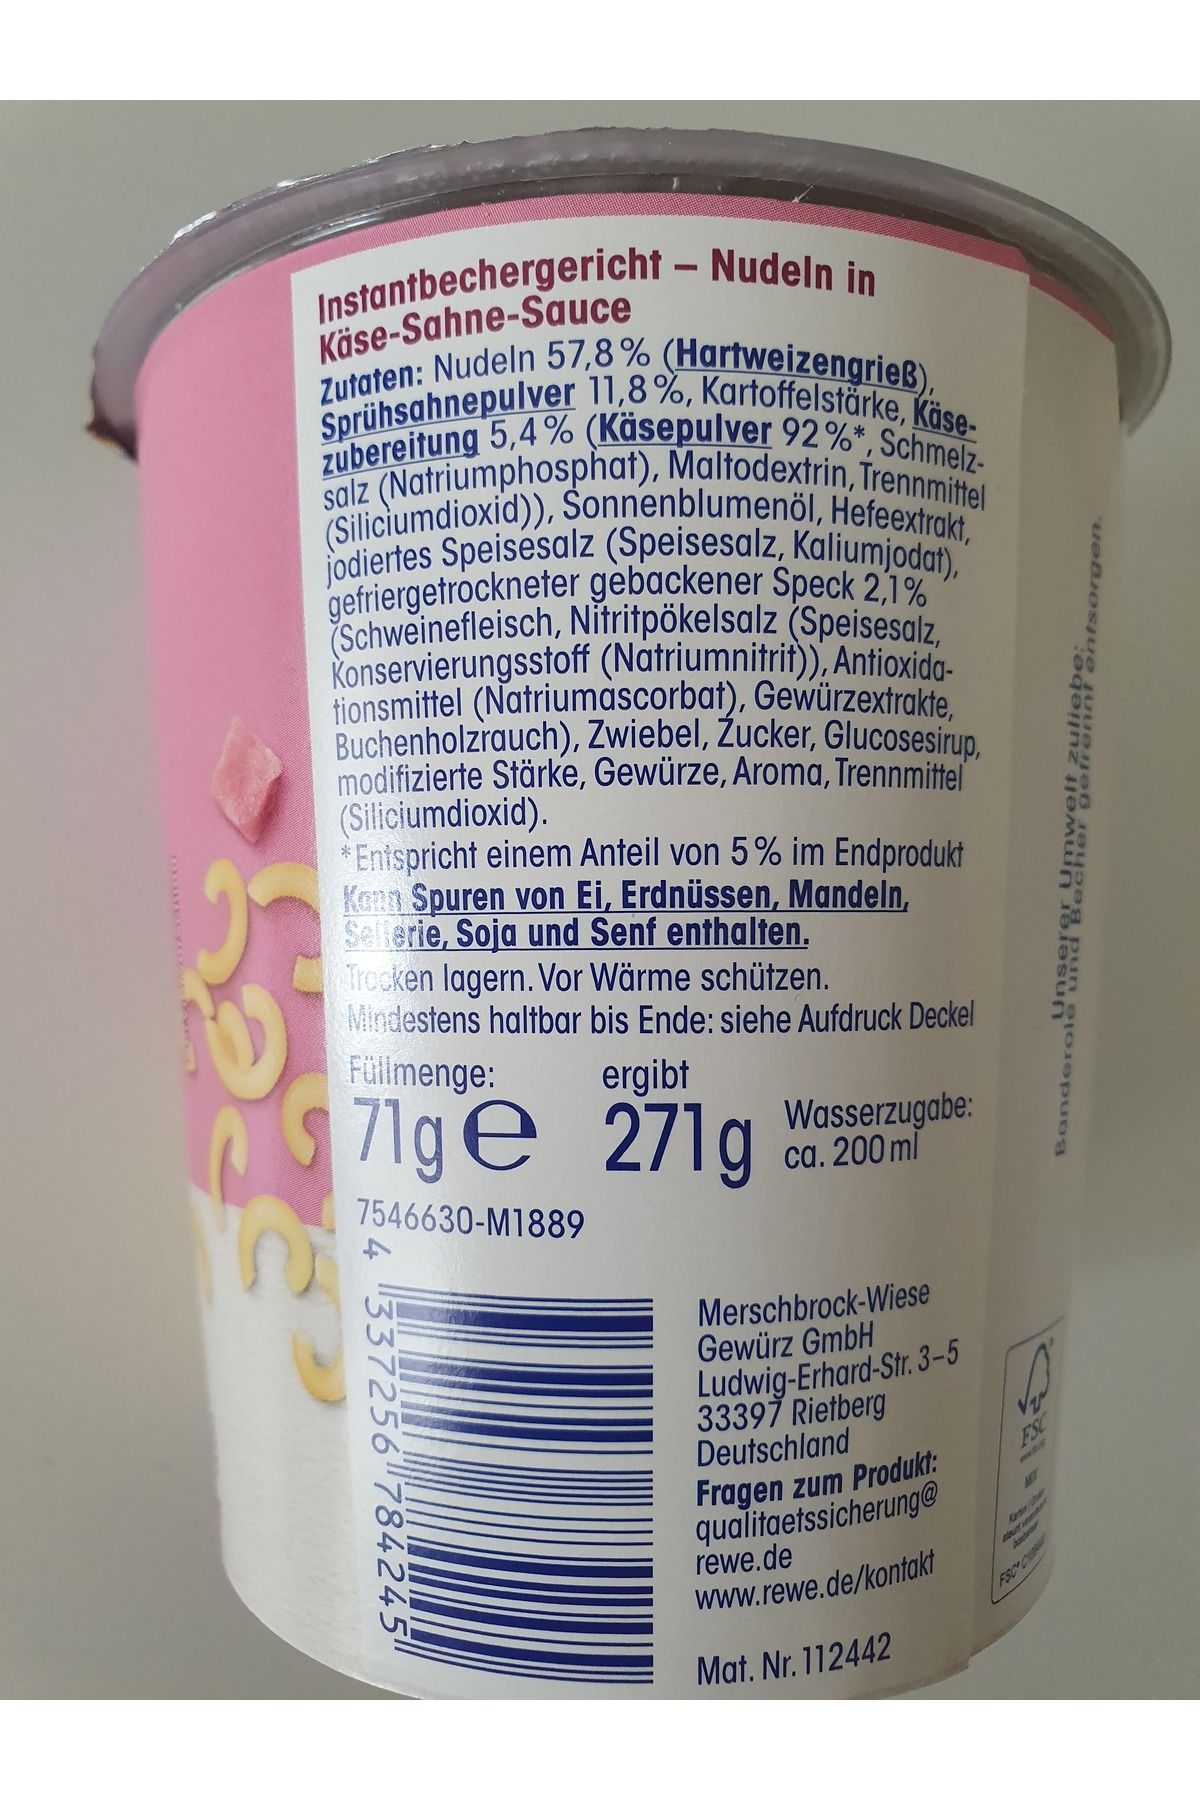 Instantbechergericht – Nudeln in
Käse-Sahne-Sauce
Zutaten: Nudeln 57,8% (Hartweizengrieß),
Sprühsahnepulver 11,8%, Kartoffelstärke, Käse-
zubereitung 5,4% (Käsepulver 92%*, Schmelz-
salz (Natriumphosphat), Maltodextrin, Trennmittel
(Siliciumdioxid)), Sonnenblumenöl, Hefeextrakt,
jodiertes Speisesalz (Speisesalz, Kaliumjodat),
gefriergetrockneter gebackener Speck 2,1%
(Schweinefleisch, Nitritpökelsalz (Speisesalz,
Konservierungsstoff (Natriumnitrit)), Antioxida-
tionsmittel (Natriumascorbat), Gewürzextrakte,
Buchenholzrauch), Zwiebel, Zucker, Glucosesirup,
modifizierte Stärke, Gewürze, Aroma, Trennmittel
(Siliciumdioxid).
*Entspricht einem Anteil von 5% im Endprodukt
Kann Spuren von Ei, Erdnüssen, Mandeln,
Sellerie, Soja und Senf enthalten.
Trocken lagern. Vor Wärme schützen.
Mindestens haltbar bis Ende: siehe Aufdruck Deckel
Füllmenge:
71g e
ergibt
271g
Wasserzugabe:
ca. 200 ml
7546630-M1889
4 337256 784245
Merschbrock-Wiese
Gewürz GmbH
Ludwig-Erhard-Str. 3–5
33397 Rietberg
Deutschland
Fragen zum Produkt:
qualitaetssicherung@
rewe.de
www.rewe.de/kontakt
Mat. Nr. 112442
Unserer Umwelt zuliebe:
Banderole und Becher getrennt entsorgen.
FSC
MIX
FSC®